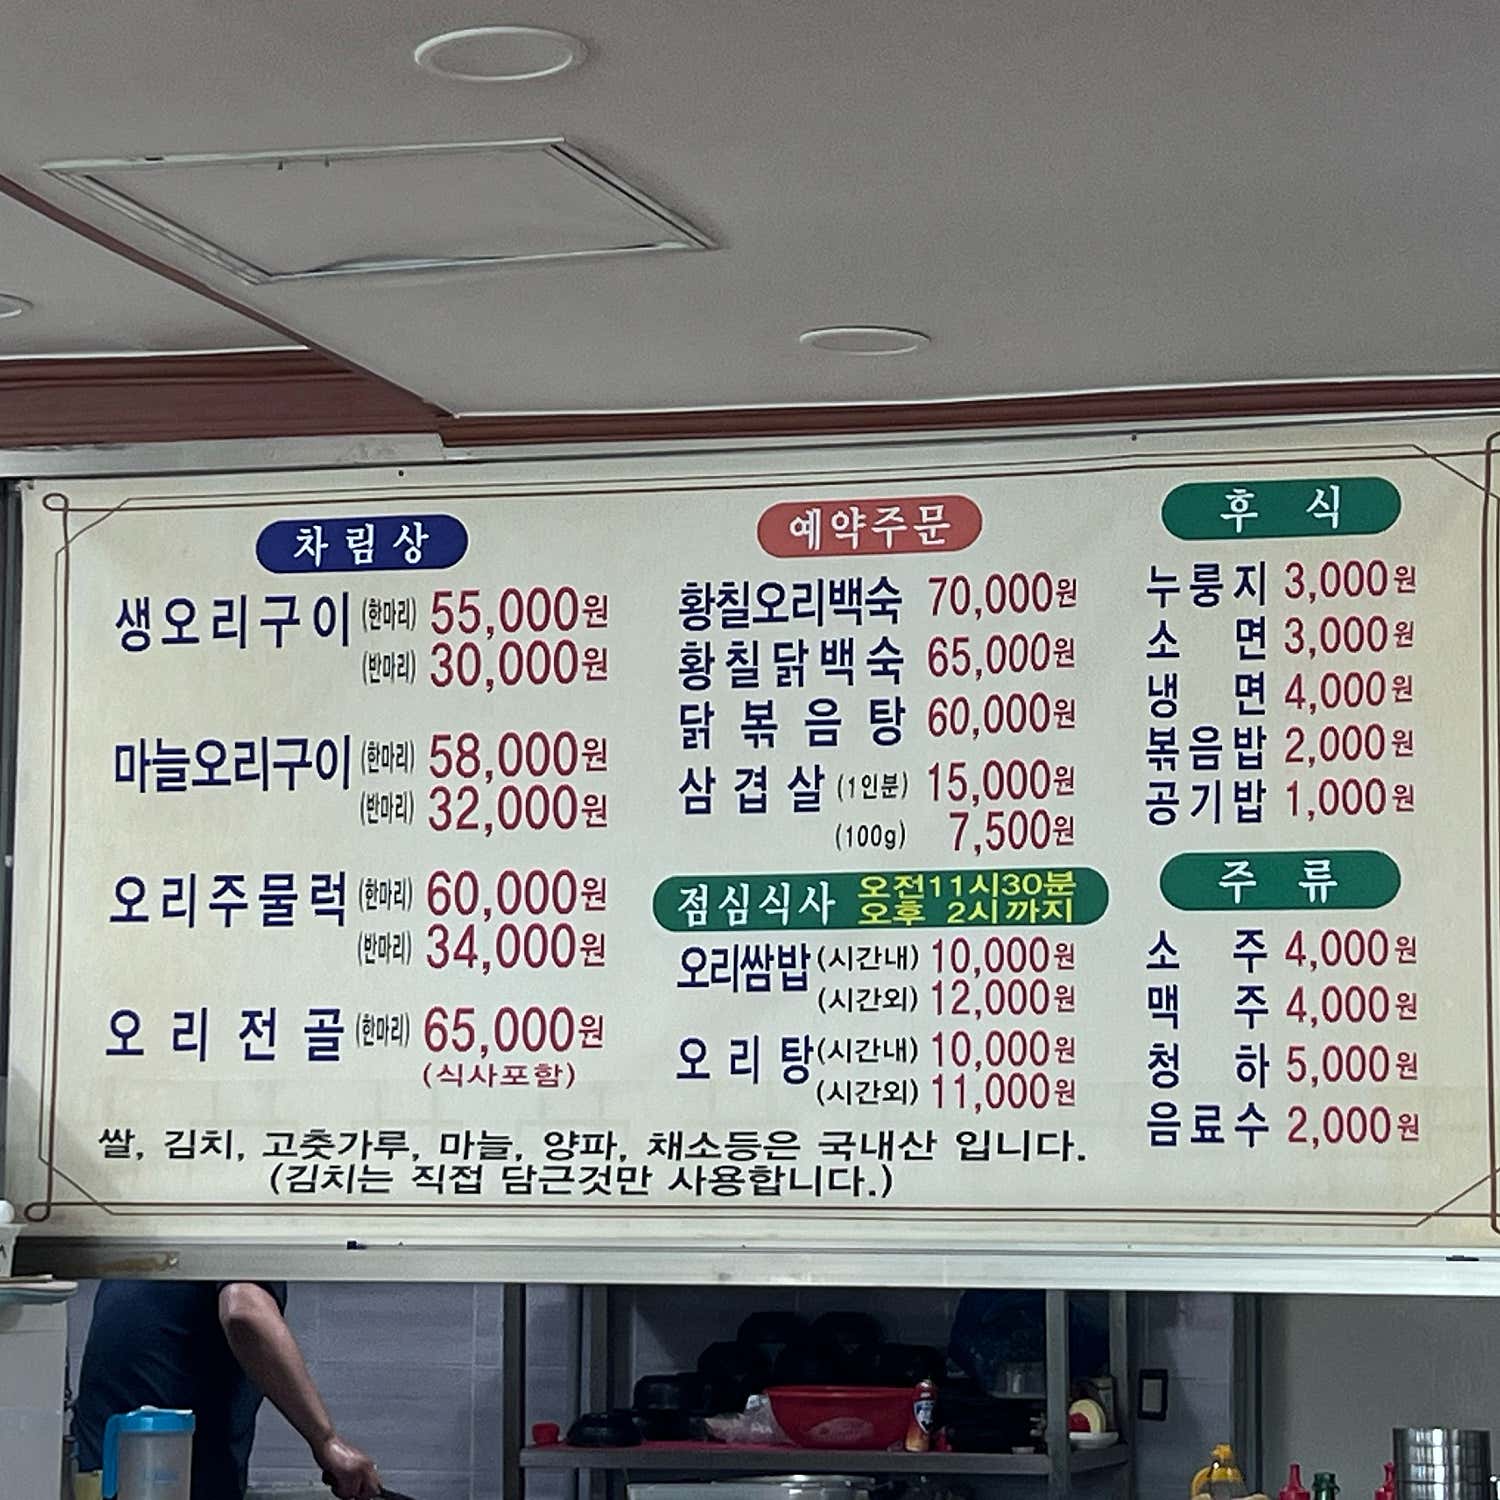 차림상
생오리구이 (한마리) 55,000원
(반마리) 30,000원
마늘오리구이 (한마리) 58,000원
(반마리) 32,000원
오리주물럭 (한마리) 60,000원
(반마리) 34,000원
오리전골 (한마리) 65,000원
(식사포함)
예약주문
황칠오리백숙 70,000원
황칠닭백숙 65,000원
닭볶음탕 60,000원
삼겹살 (1인분) 15,000원
(100g) 7,500원
점심식사 오전11시30분
오후 2시까지
오리쌈밥 (시간내) 10,000원
(시간외) 12,000원
오리탕 (시간내) 10,000원
(시간외) 11,000원
후식
누룽지 3,000원
소면 3,000원
냉면 4,000원
볶음밥 2,000원
공기밥 1,000원
주류
소주 4,000원
맥주 4,000원
청하 5,000원
음료수 2,000원
쌀, 김치, 고춧가루, 마늘, 양파, 채소등은 국내산 입니다.
(김치는 직접 담근것만 사용합니다.)